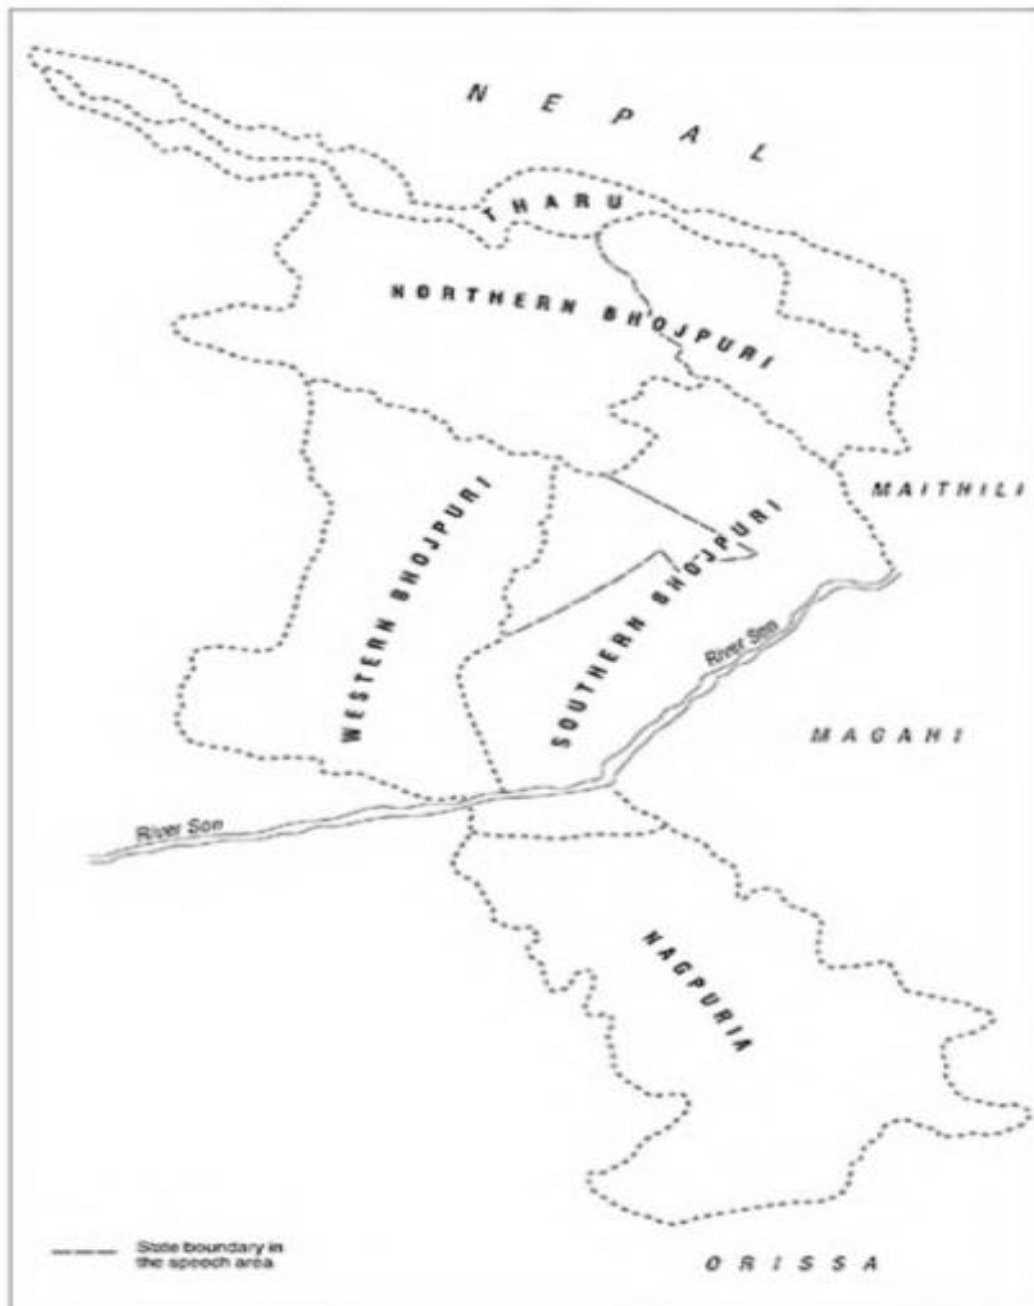 NEPAL
THARU
NORTHERN BHOJPURI
MAITHILI
WESTERN BHOJPURI
SOUTHERN BHOJPURI
River Son
MAGAHI
River Son
NAGPURIA
State boundary in
the speech area
ORISSA